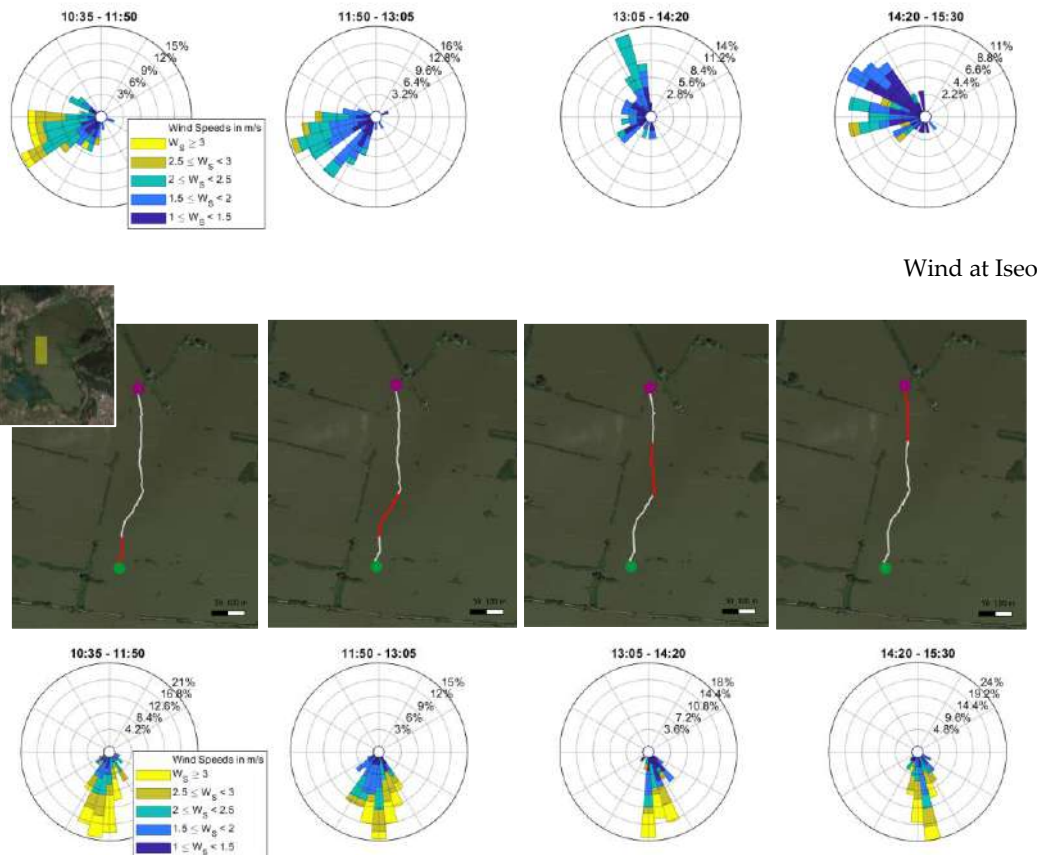 10:35 - 11:50
15%
12%
9%
6%
3%
Wind Speeds in m/s
W_S ≥ 3
2.5 ≤ W_S < 3
2 ≤ W_S < 2.5
1.5 ≤ W_S < 2
1 ≤ W_S < 1.5
11:50 - 13:05
16%
12.8%
9.6%
6.4%
3.2%
13:05 - 14:20
14%
11.2%
8.4%
5.6%
2.8%
14:20 - 15:30
11%
8.8%
6.6%
4.4%
2.2%
Wind at Iseo
10:35 - 11:50
21%
16.8%
12.6%
8.4%
4.2%
Wind Speeds in m/s
W_S ≥ 3
2.5 ≤ W_S < 3
2 ≤ W_S < 2.5
1.5 ≤ W_S < 2
1 ≤ W_S < 1.5
11:50 - 13:05
15%
12%
9%
6%
3%
13:05 - 14:20
18%
14.4%
10.8%
7.2%
3.6%
14:20 - 15:30
24%
19.2%
14.4%
9.6%
4.8%